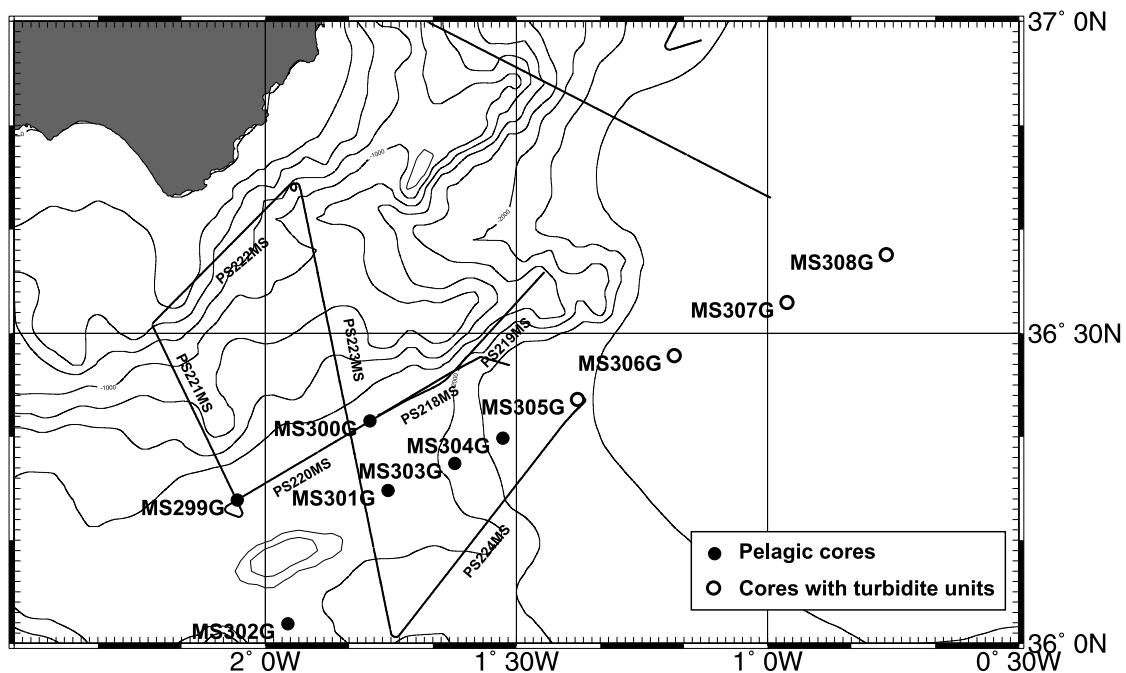 37° 0N
-1000
-2000
PS222MS
MS308G
MS307G
36° 30N
PS223MS
PS219MS
PS221MS
MS306G
-1000
-2000
PS218MS
MS305G
MS300G
MS304G
MS303G
PS220MS
MS301G
MS299G
PS224MS
Pelagic cores
Cores with turbidite units
MS302G
36° 0N
2° 0W
1° 30W
1° 0W
0° 30W